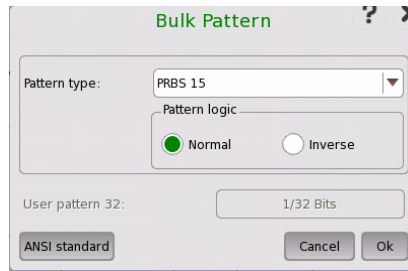 Bulk Pattern ?
Pattern type: PRBS 15
Pattern logic
Normal Inverse
User pattern 32: 1/32 Bits
ANSI standard Cancel Ok